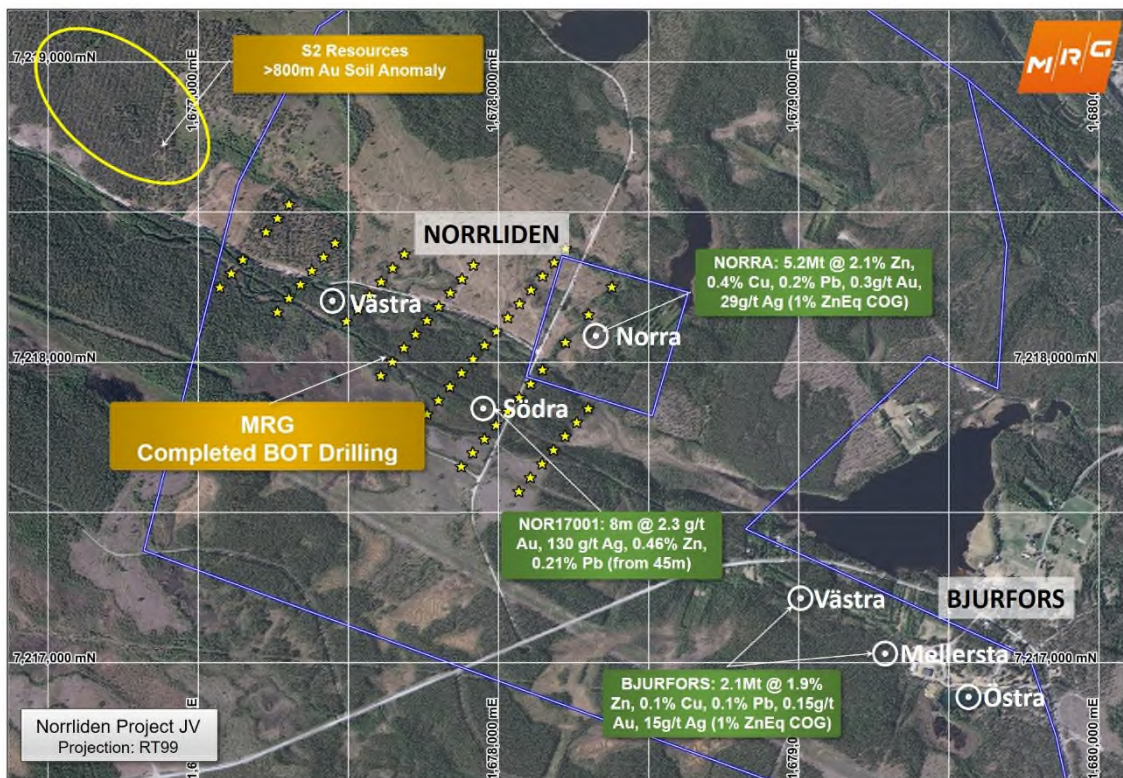 S2 Resources
>800m Au Soil Anomaly
M/R/G
7,219,000 mN
1,677,000 mE
1,678,000 mE
1,679,000 mE
1,680,0
NORRLIDEN
NORRA: 5.2Mt @ 2.1% Zn,
0.4% Cu, 0.2% Pb, 0.3g/t Au,
29g/t Ag (1% ZnEq COG)
Västra
Norra
7,218,000 mN
7,218,000 mN
Södra
MRG
Completed BOT Drilling
NOR17001: 8m @ 2.3 g/t
Au, 130 g/t Ag, 0.46% Zn,
0.21% Pb (from 45m)
Västra
BJURFORS
7,217,000 mN
Mellersta
7,217,000 mN
Östra
BJURFORS: 2.1Mt @ 1.9%
Zn, 0.1% Cu, 0.1% Pb, 0.15g/t
Au, 15g/t Ag (1% ZnEq COG)
Norrliden Project JV
Projection: RT99